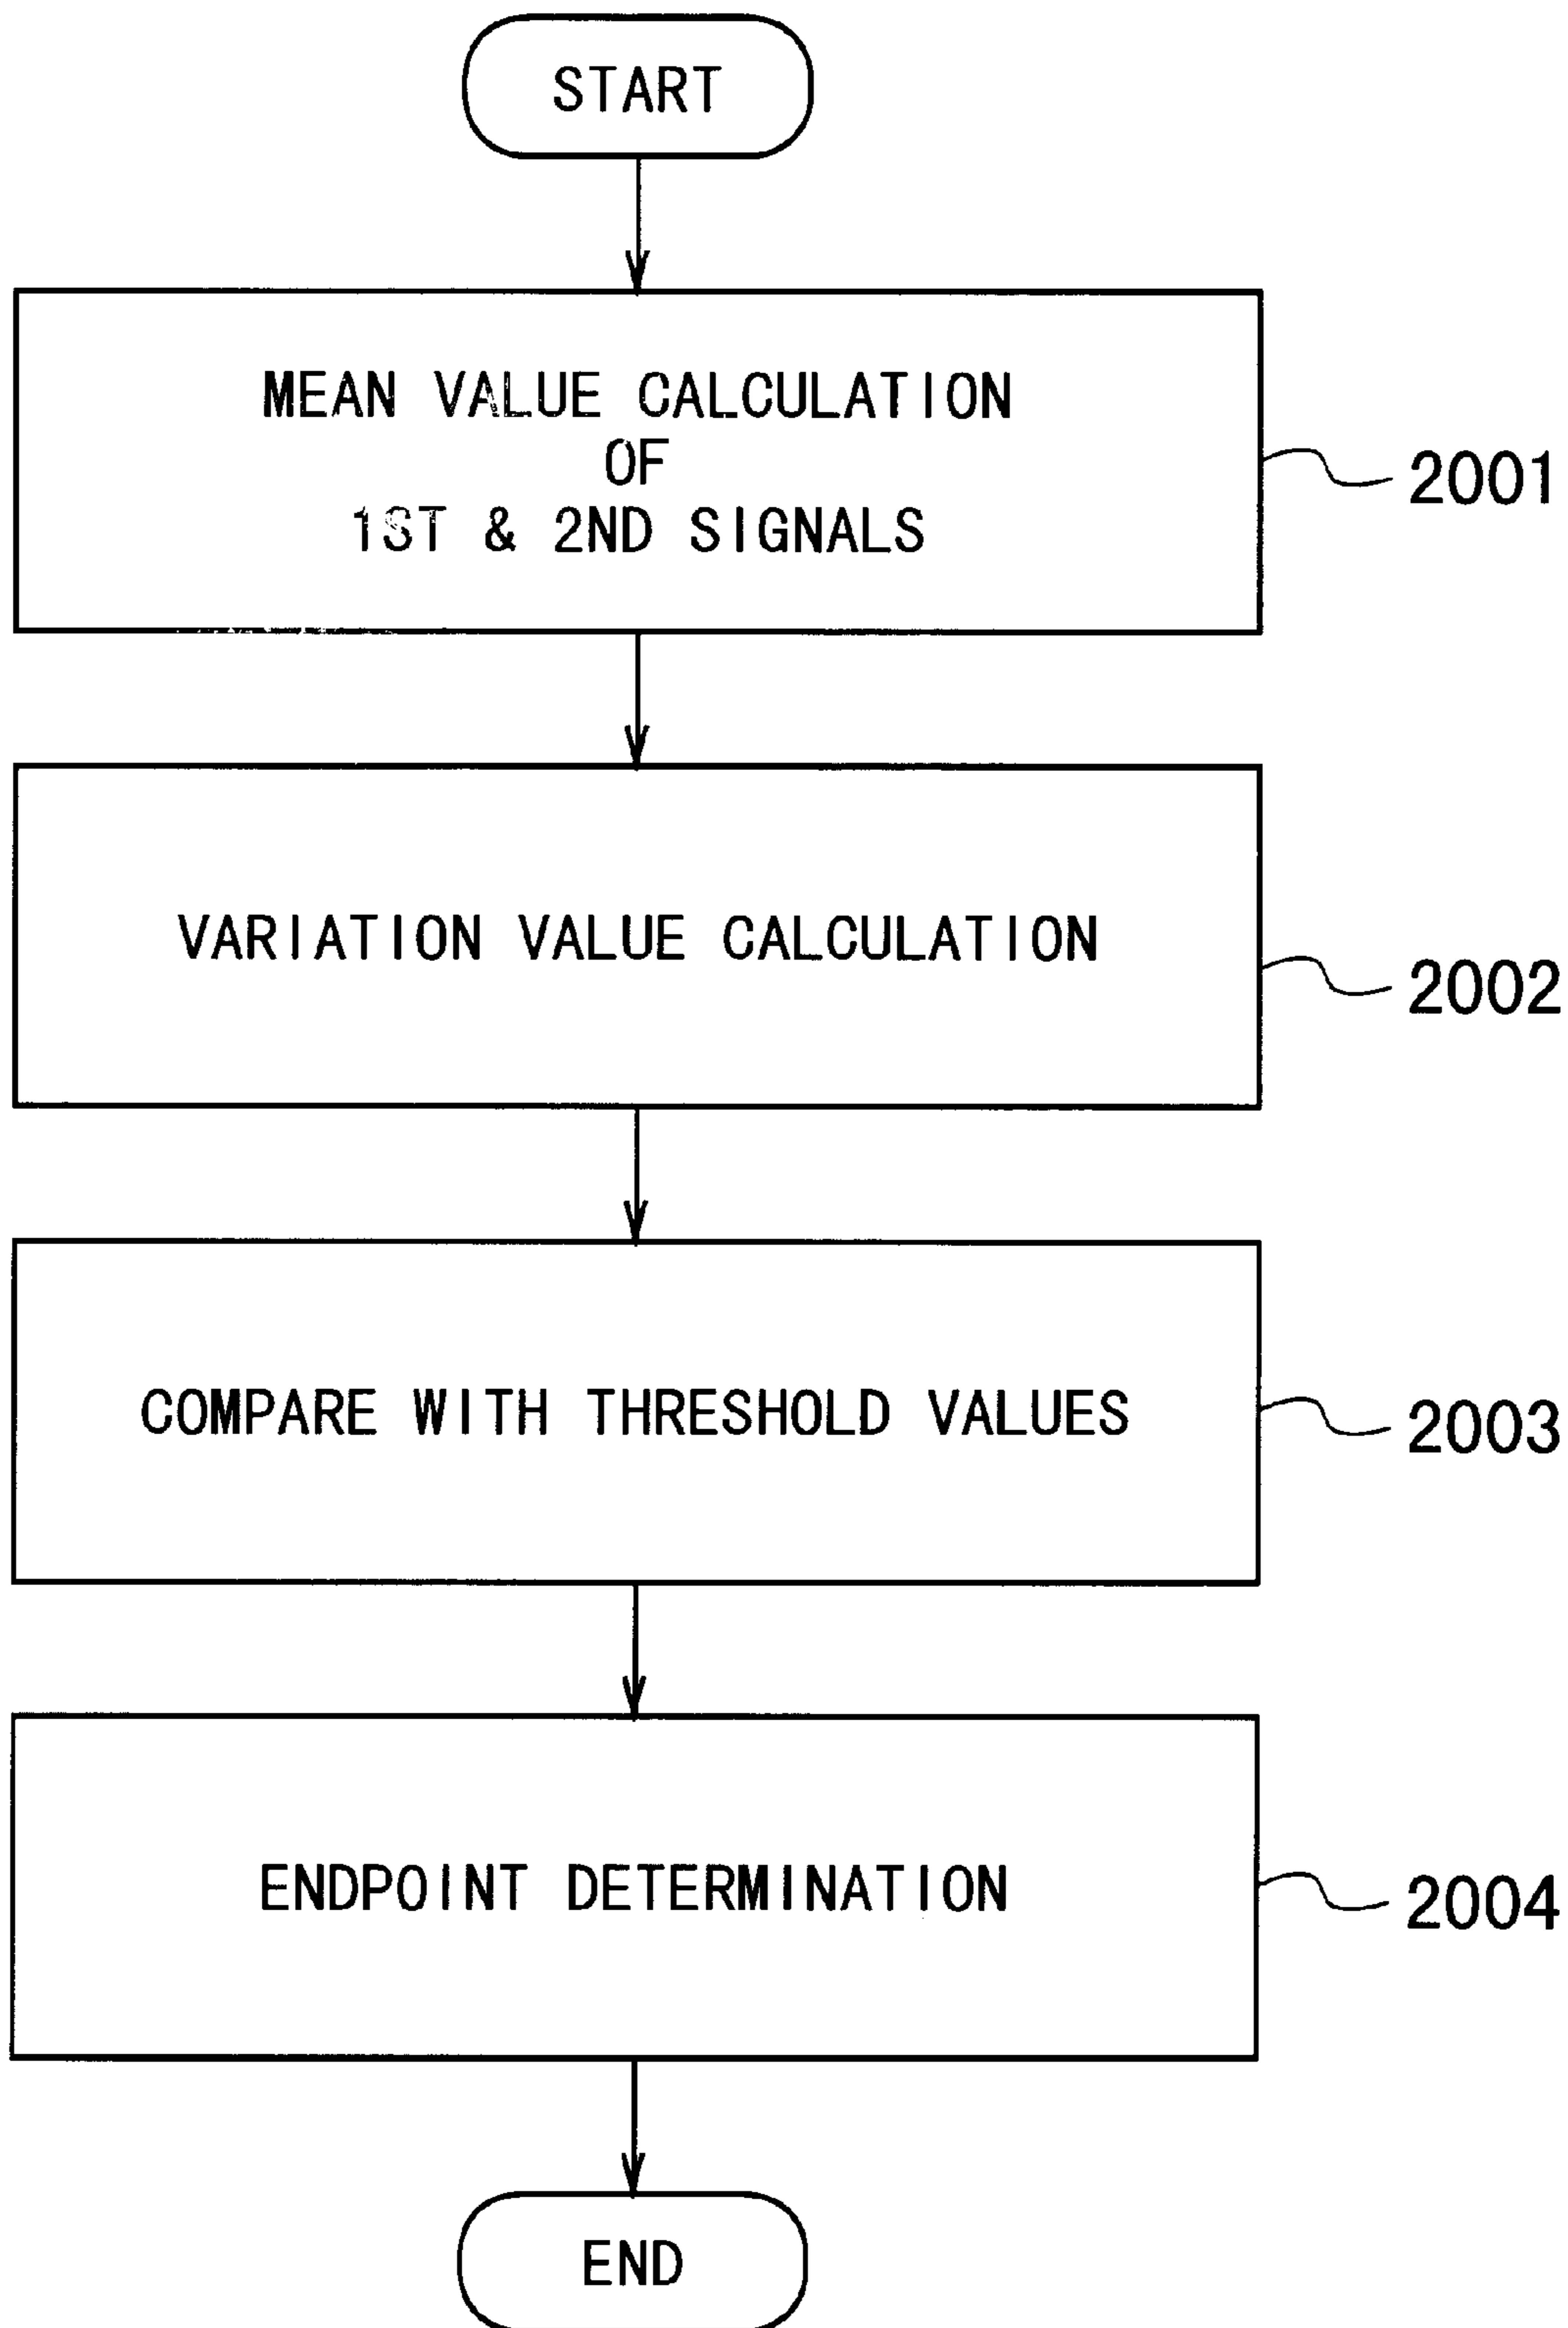 START
MEAN VALUE CALCULATION
OF
1ST & 2ND SIGNALS
2001
VARIATION VALUE CALCULATION
2002
COMPARE WITH THRESHOLD VALUES
2003
ENDPOINT DETERMINATION
2004
END